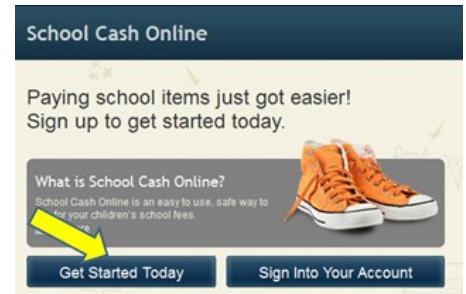 School Cash Online
Paying school items just got easier!
Sign up to get started today.
What is School Cash Online?
School Cash Online is an easy to use, safe way to
for your children's school fees.
Get Started Today
Sign Into Your Account